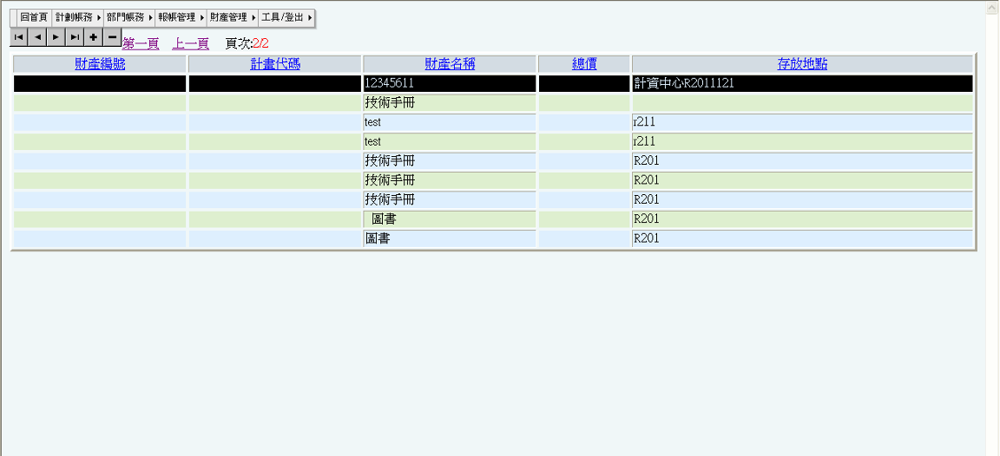 回首頁 計劃帳務 部門帳務 報帳管理 財產管理 工具/登出
第一頁 上一頁 頁次:2/2
財產編號 計畫代碼 財產名稱 總價 存放地點
12345611 計資中心R2011121
技術手冊
test r211
test r211
技術手冊 R201
技術手冊 R201
技術手冊 R201
圖書 R201
圖書 R201